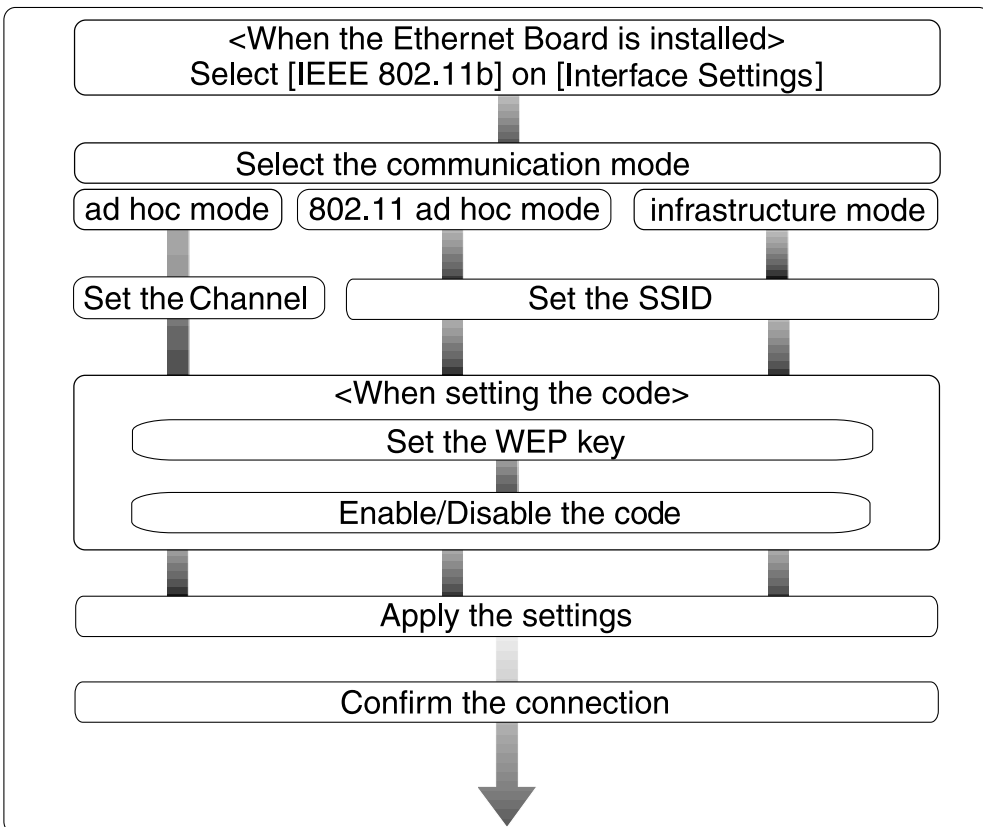 <When the Ethernet Board is installed>
Select [IEEE 802.11b] on [Interface Settings]
Select the communication mode
ad hoc mode
802.11 ad hoc mode
infrastructure mode
Set the Channel
Set the SSID
<When setting the code>
Set the WEP key
Enable/Disable the code
Apply the settings
Confirm the connection